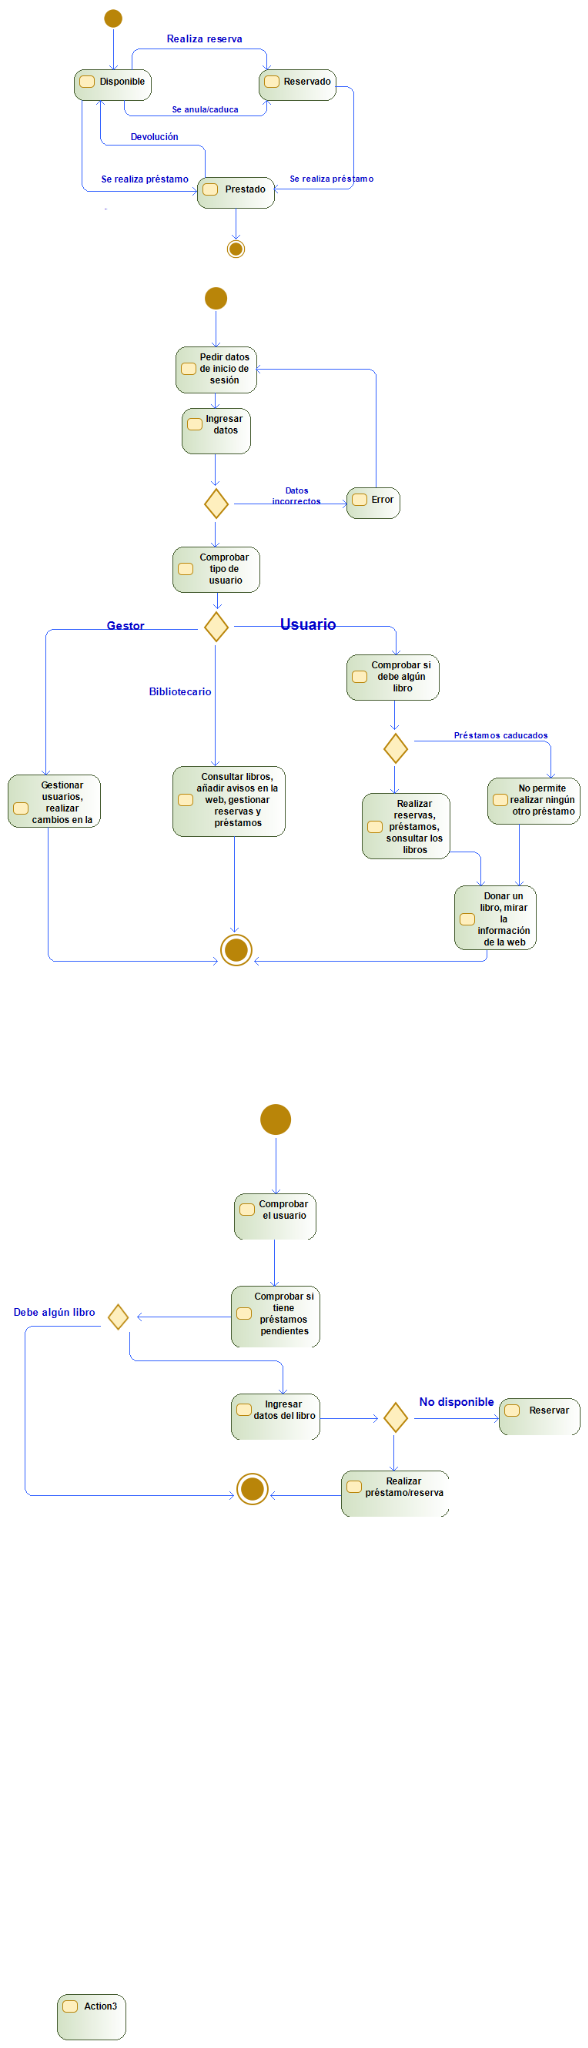 Realiza reserva
Disponible
Reservado
Se anula/caduca
Devolución
Se realiza préstamo
Se realiza préstamo
Prestado
Pedir datos
de inicio de
sesión
Ingresar
datos
Datos
incorrectos
Error
Comprobar
tipo de
usuario
Gestor
Usuario
Bibliotecario
Comprobar si
debe algún
libro
Préstamos caducados
Gestionar
usuarios,
realizar
cambios en la
Consultar libros,
añadir avisos en la
web, gestionar
reservas y
préstamos
Realizar
reservas,
préstamos,
sonsultar los
libros
No permite
realizar ningún
otro préstamo
Donar un
libro, mirar
la
información
de la web
Comprobar
el usuario
Comprobar si
tiene
préstamos
pendientes
Debe algún libro
Ingresar
datos del libro
No disponible
Reservar
Realizar
préstamo/reserva
Action3